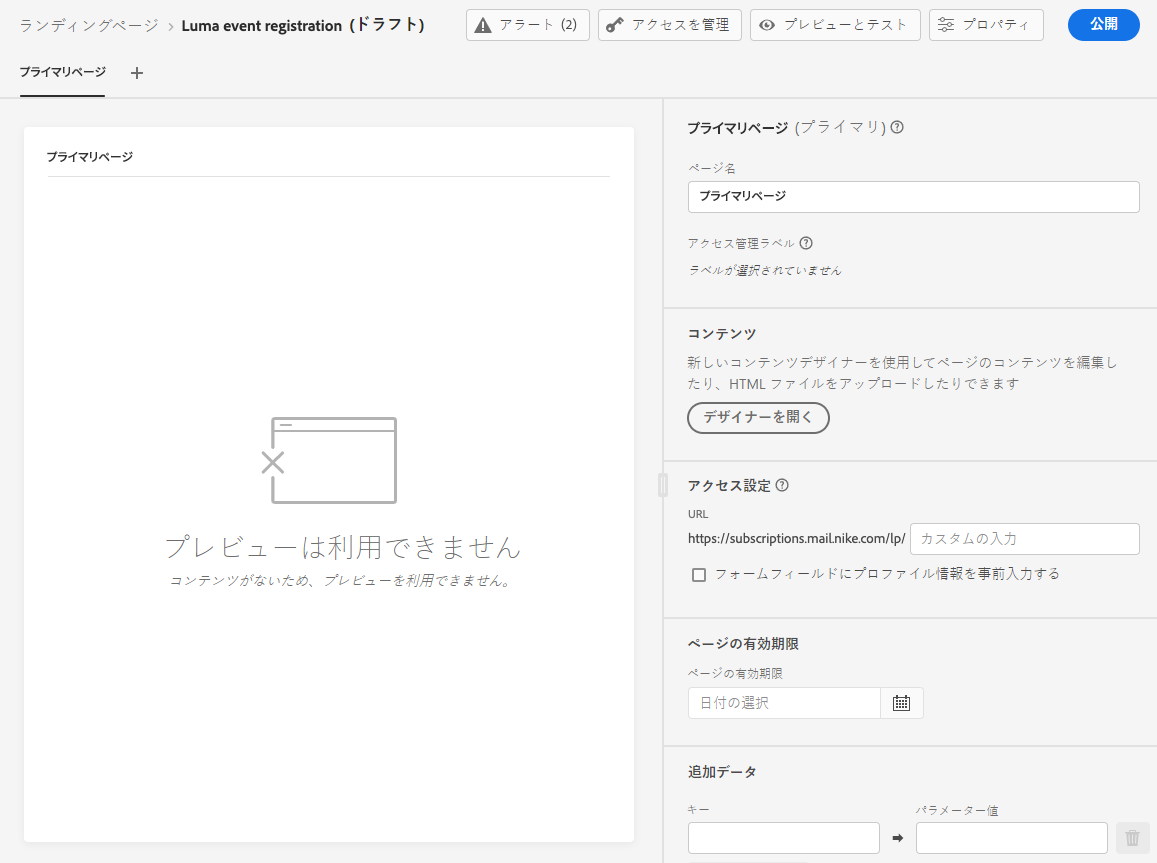 ランディングページ › Luma event registration (ドラフト)
アラート (2)
アクセスを管理
プレビューとテスト
プロパティ
公開
プライマリページ +
プライマリページ
プレビューは利用できません
コンテンツがないため、プレビューを利用できません。
プライマリページ (プライマリ)
ページ名
プライマリページ
アクセス管理ラベル
ラベルが選択されていません
コンテンツ
新しいコンテンツデザイナーを使用してページのコンテンツを編集し
たり、HTML ファイルをアップロードしたりできます
デザイナーを開く
アクセス設定
URL
https://subscriptions.mail.nike.com/lp/ カスタムの入力
フォームフィールドにプロファイル情報を事前入力する
ページの有効期限
ページの有効期限
日付の選択
追加データ
キー
パラメーター値